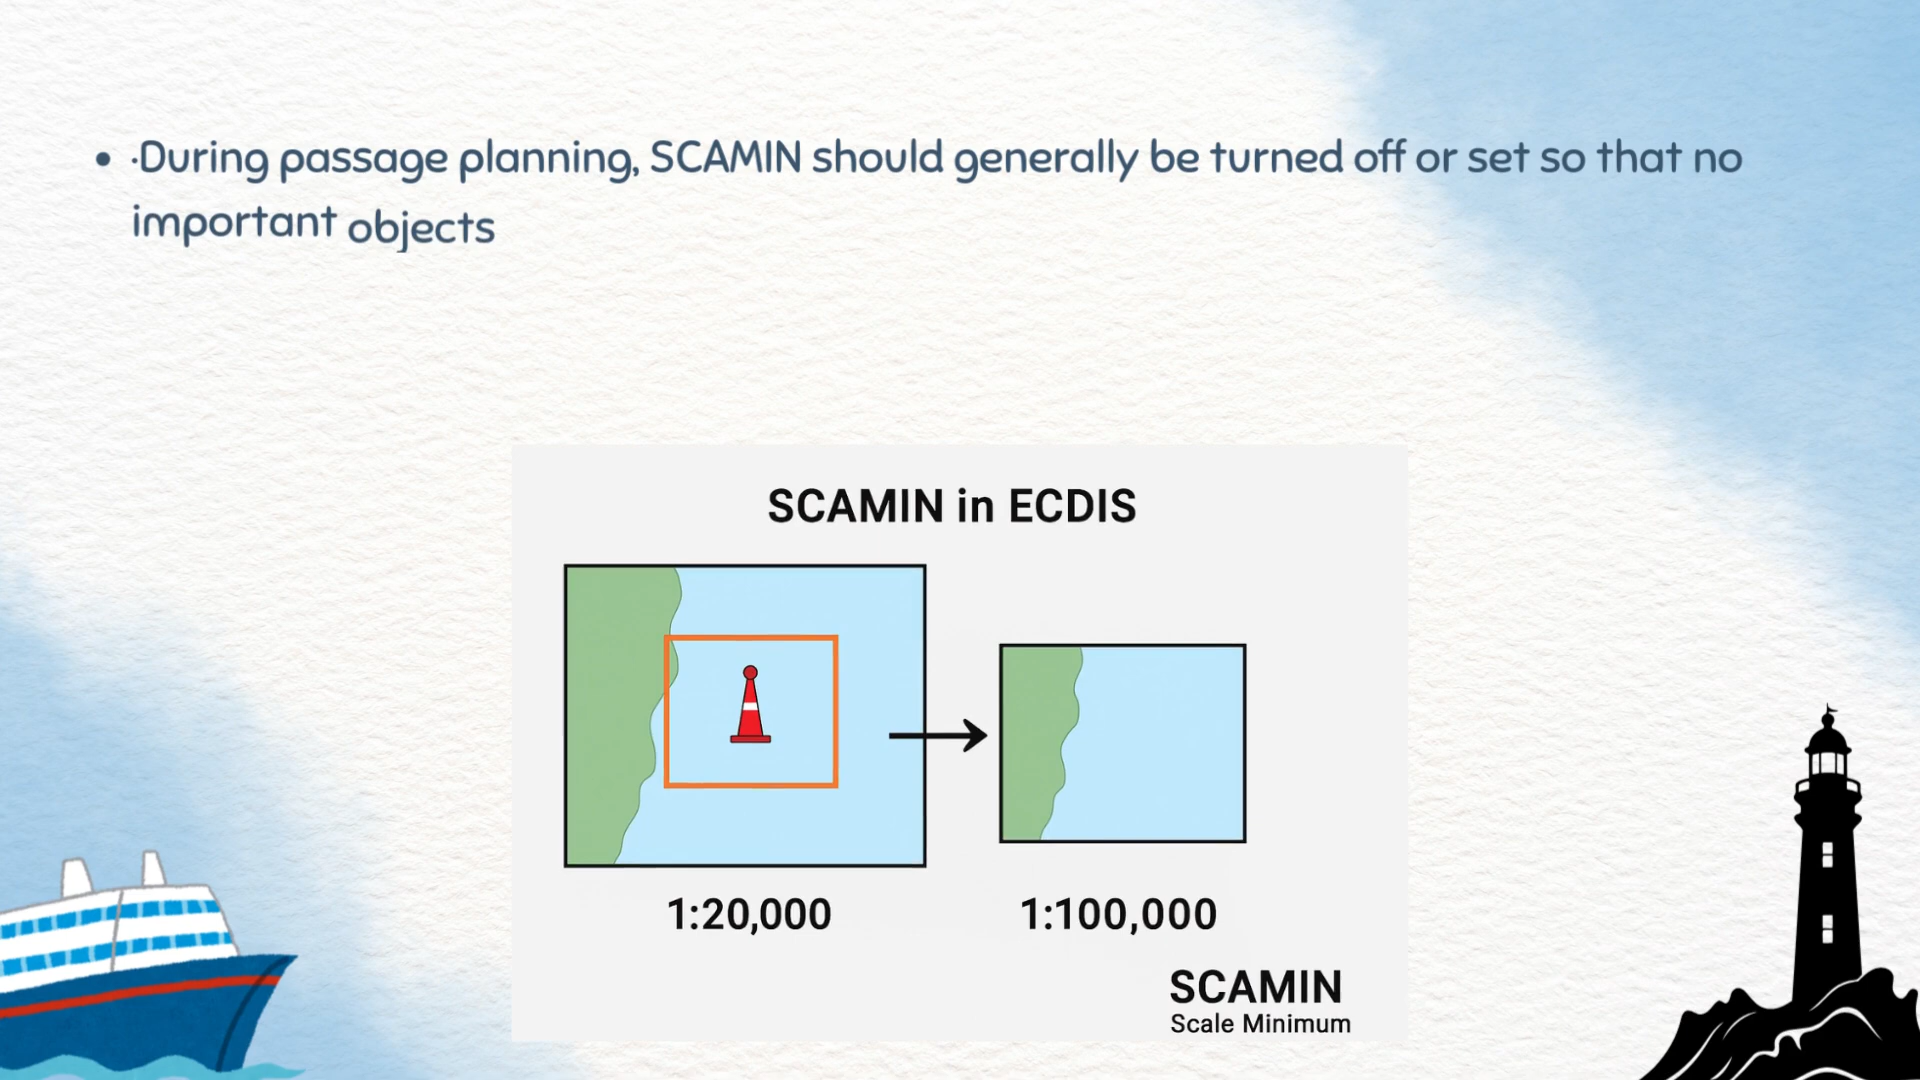 • ·During passage planning, SCAMIN should generally be turned off or set so that no
important objects
SCAMIN in ECDIS
1:20,000
1:100,000
SCAMIN
Scale Minimum